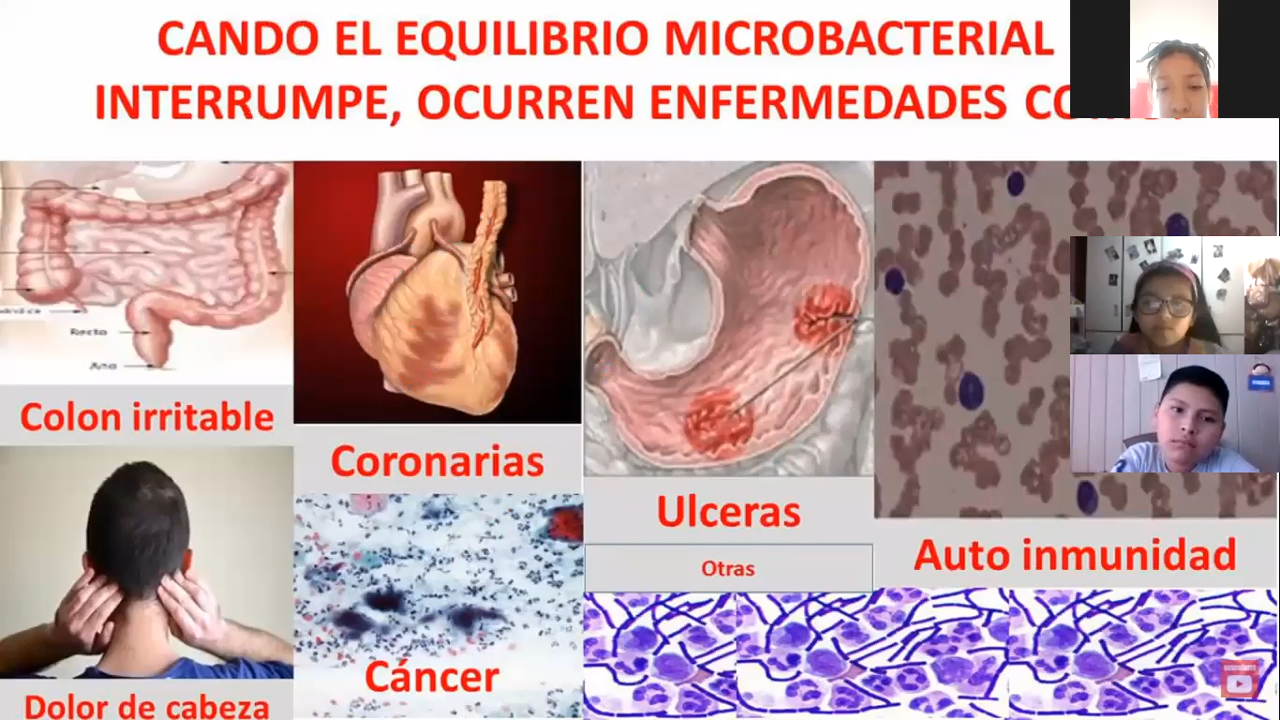 CANDO EL EQUILIBRIO MICROBACTERIAL
INTERRUMPE, OCURREN ENFERMEDADES
Recto
Ano
Colon irritable
Coronarias
Ulceras
Otras
Auto inmunidad
Dolor de cabeza
Cáncer